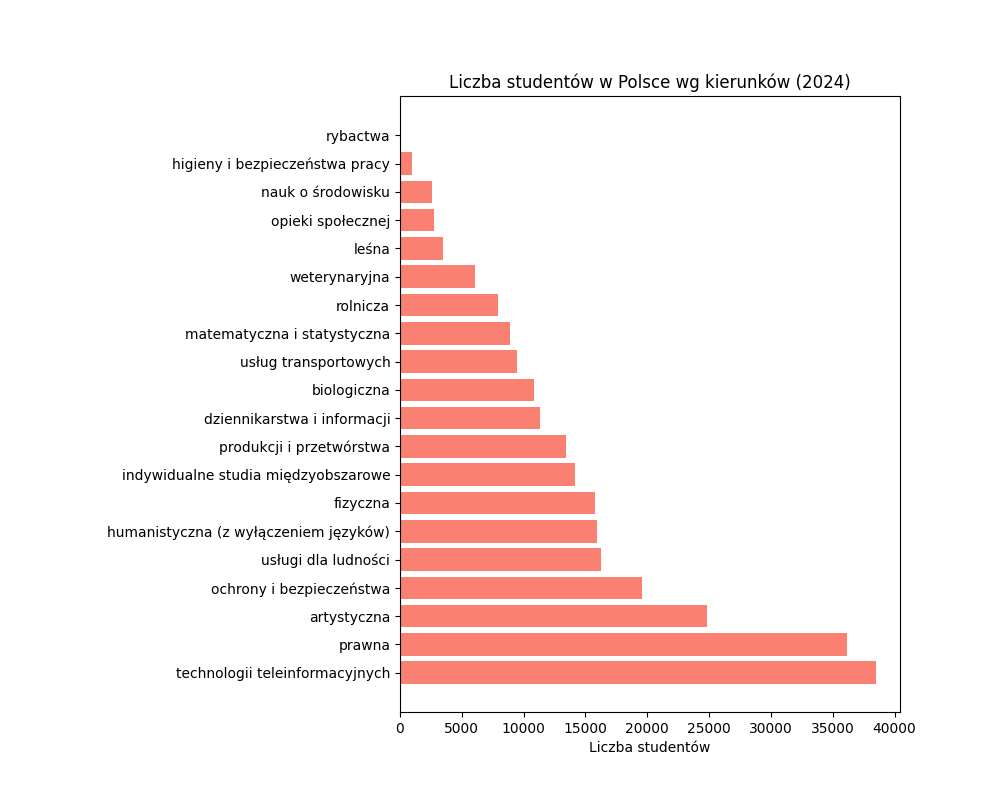 Liczba studentów w Polsce wg kierunków (2024)
rybactwa
higieny i bezpieczeństwa pracy
nauk o środowisku
opieki społecznej
leśna
weterynaryjna
rolnicza
matematyczna i statystyczna
usług transportowych
biologiczna
dziennikarstwa i informacji
produkcji i przetwórstwa
indywidualne studia międzyobszarowe
fizyczna
humanistyczna (z wyłączeniem języków)
usługi dla ludności
ochrony i bezpieczeństwa
artystyczna
prawna
technologii teleinformacyjnych
0 5000 10000 15000 20000 25000 30000 35000 40000
Liczba studentów